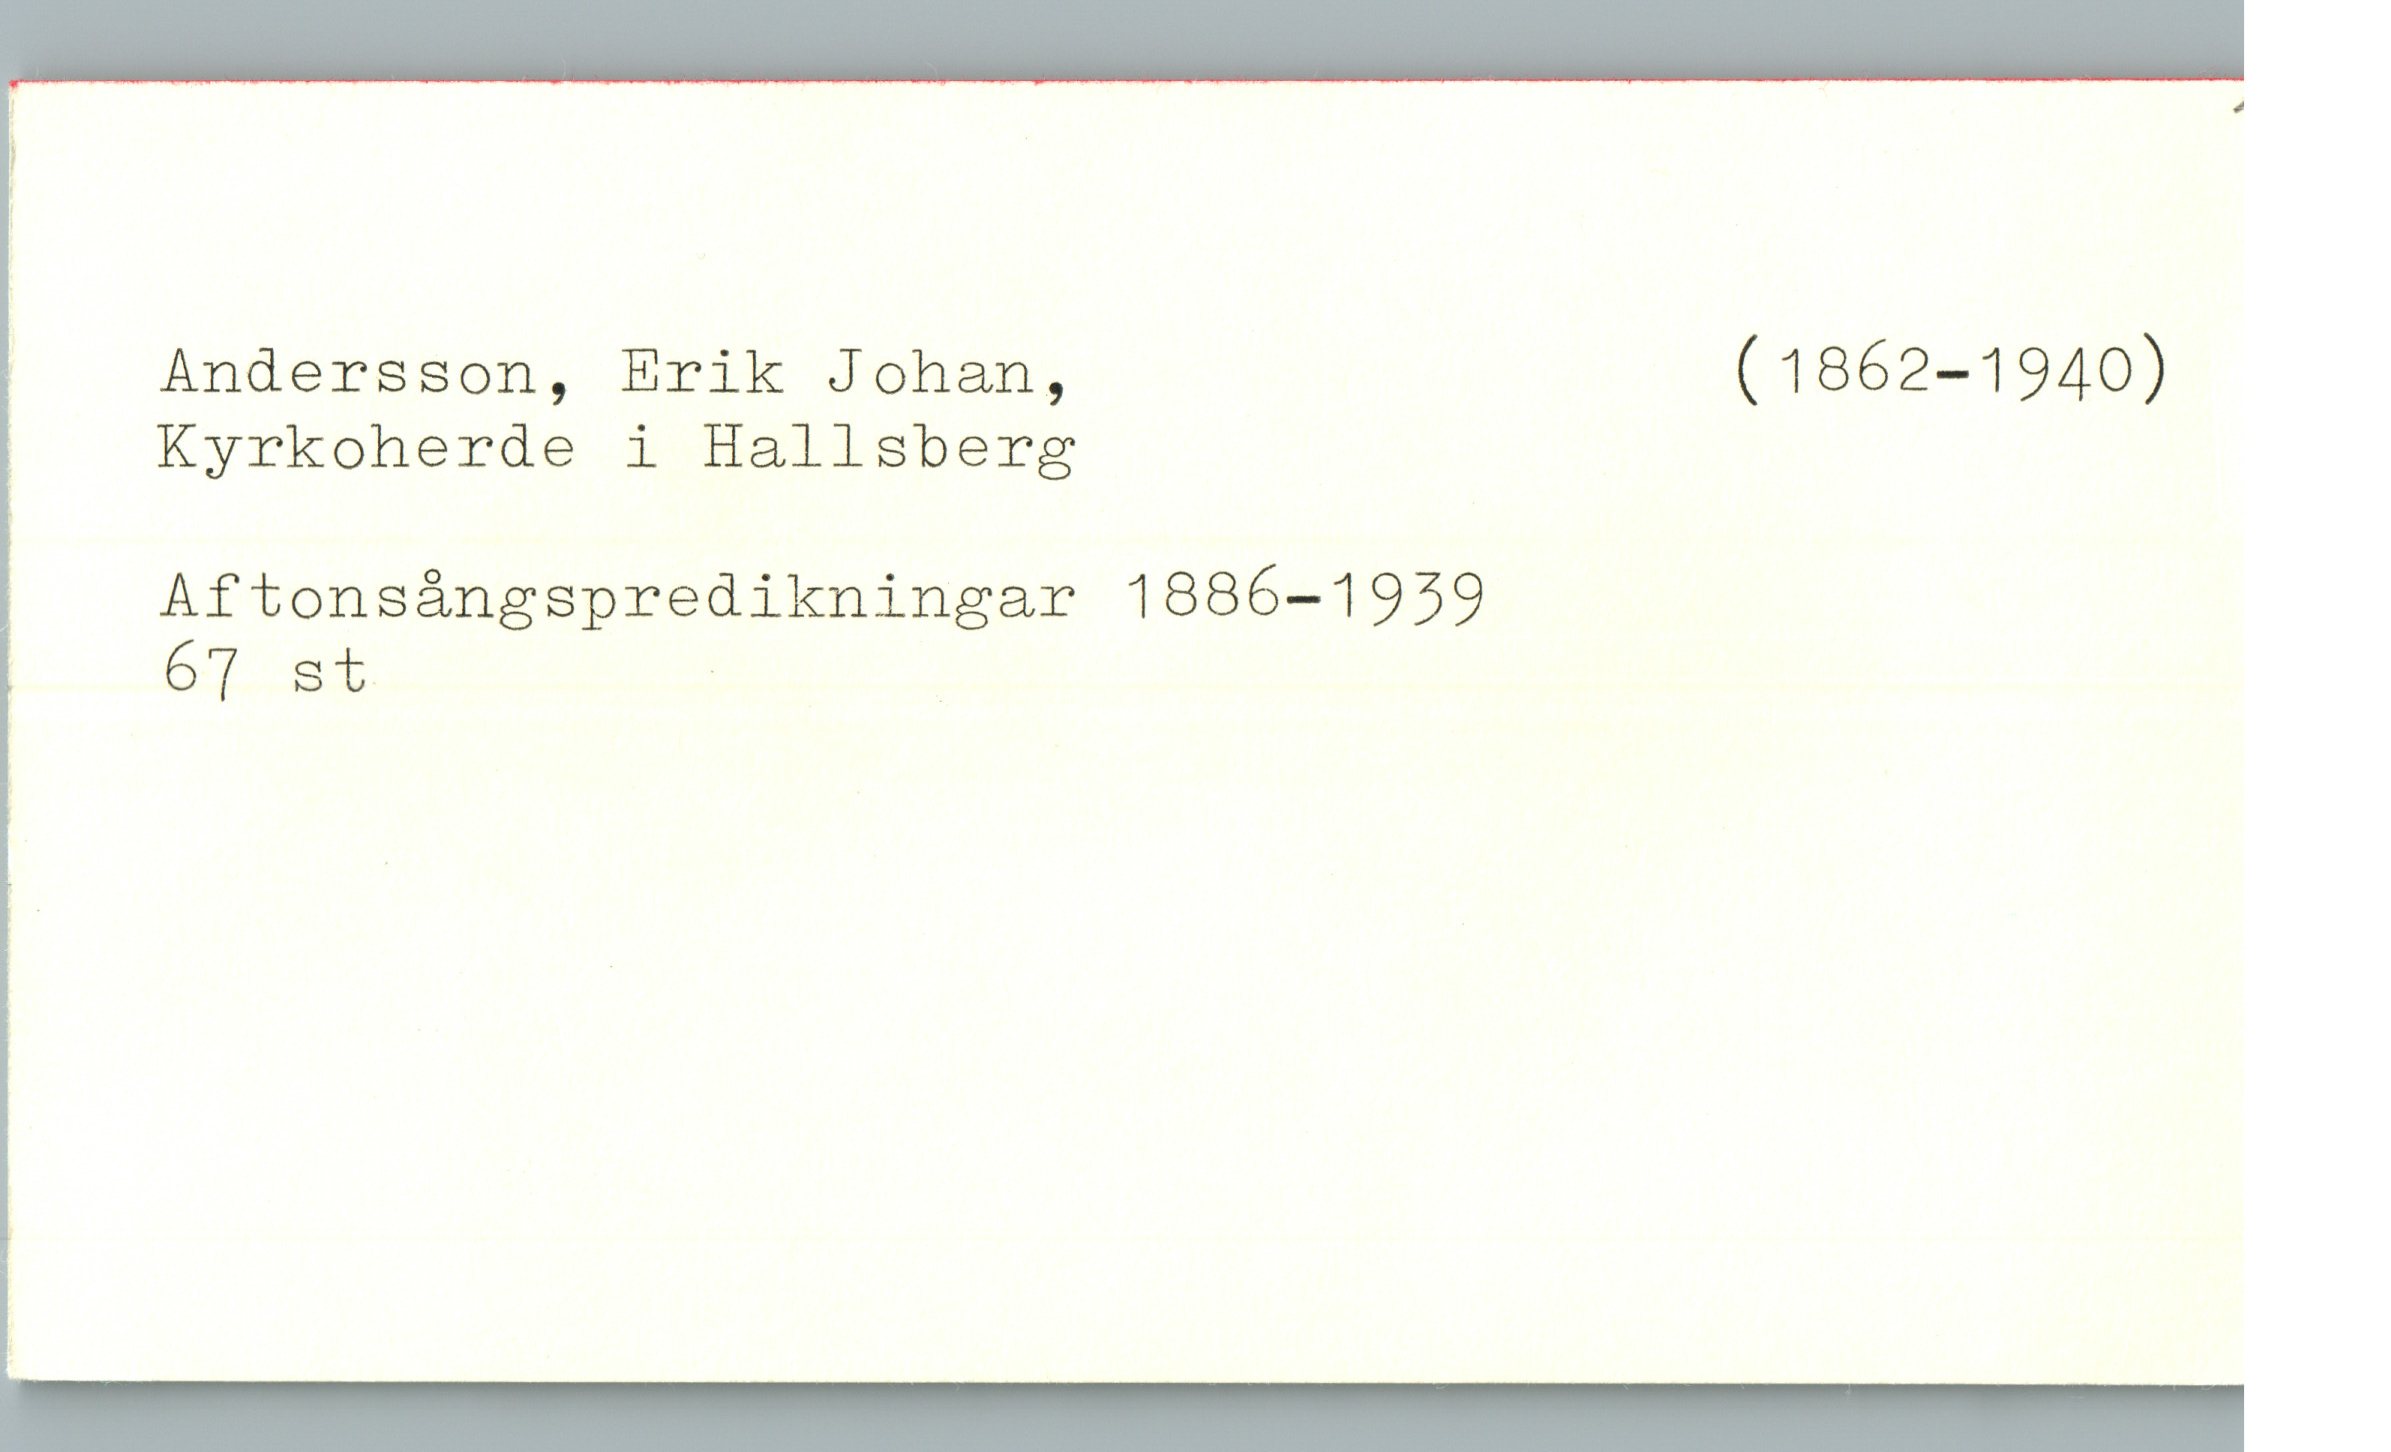 Andersson, Erik Johan, (1862-1940)
Kyrkoherde i Hallsberg
Aftonsångspredikningar 1886-1939
67 st